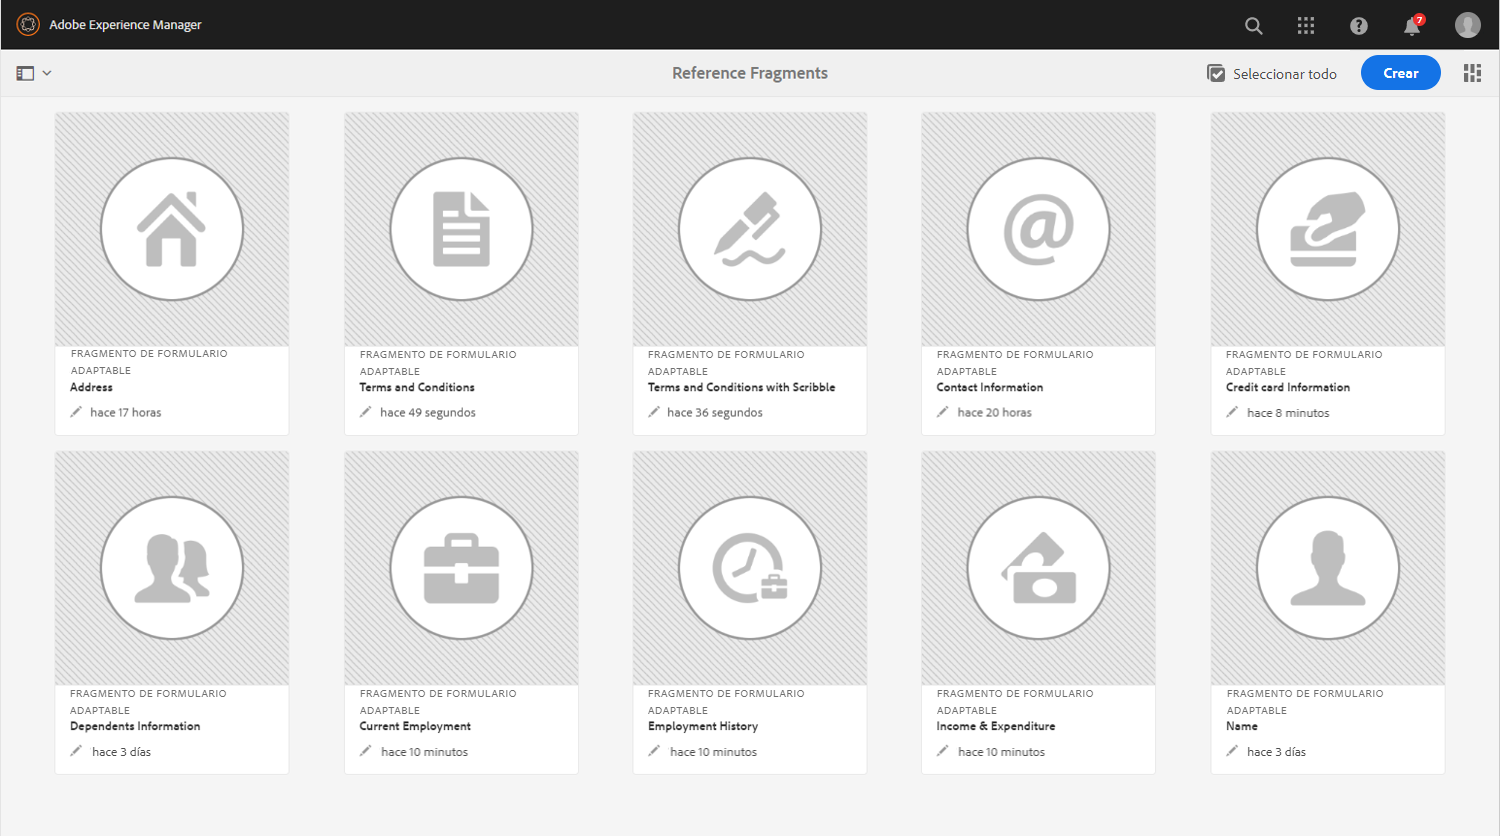 Adobe Experience Manager
7
Reference Fragments
Seleccionar todo
Crear
FRAGMENTO DE FORMULARIO
ADAPTABLE
Address
hace 17 horas
FRAGMENTO DE FORMULARIO
ADAPTABLE
Terms and Conditions
hace 49 segundos
FRAGMENTO DE FORMULARIO
ADAPTABLE
Terms and Conditions with Scribble
hace 36 segundos
FRAGMENTO DE FORMULARIO
ADAPTABLE
Contact Information
hace 20 horas
FRAGMENTO DE FORMULARIO
ADAPTABLE
Credit card Information
hace 8 minutos
FRAGMENTO DE FORMULARIO
ADAPTABLE
Dependents Information
hace 3 días
FRAGMENTO DE FORMULARIO
ADAPTABLE
Current Employment
hace 10 minutos
FRAGMENTO DE FORMULARIO
ADAPTABLE
Employment History
hace 10 minutos
FRAGMENTO DE FORMULARIO
ADAPTABLE
Income & Expenditure
hace 10 minutos
FRAGMENTO DE FORMULARIO
ADAPTABLE
Name
hace 3 días